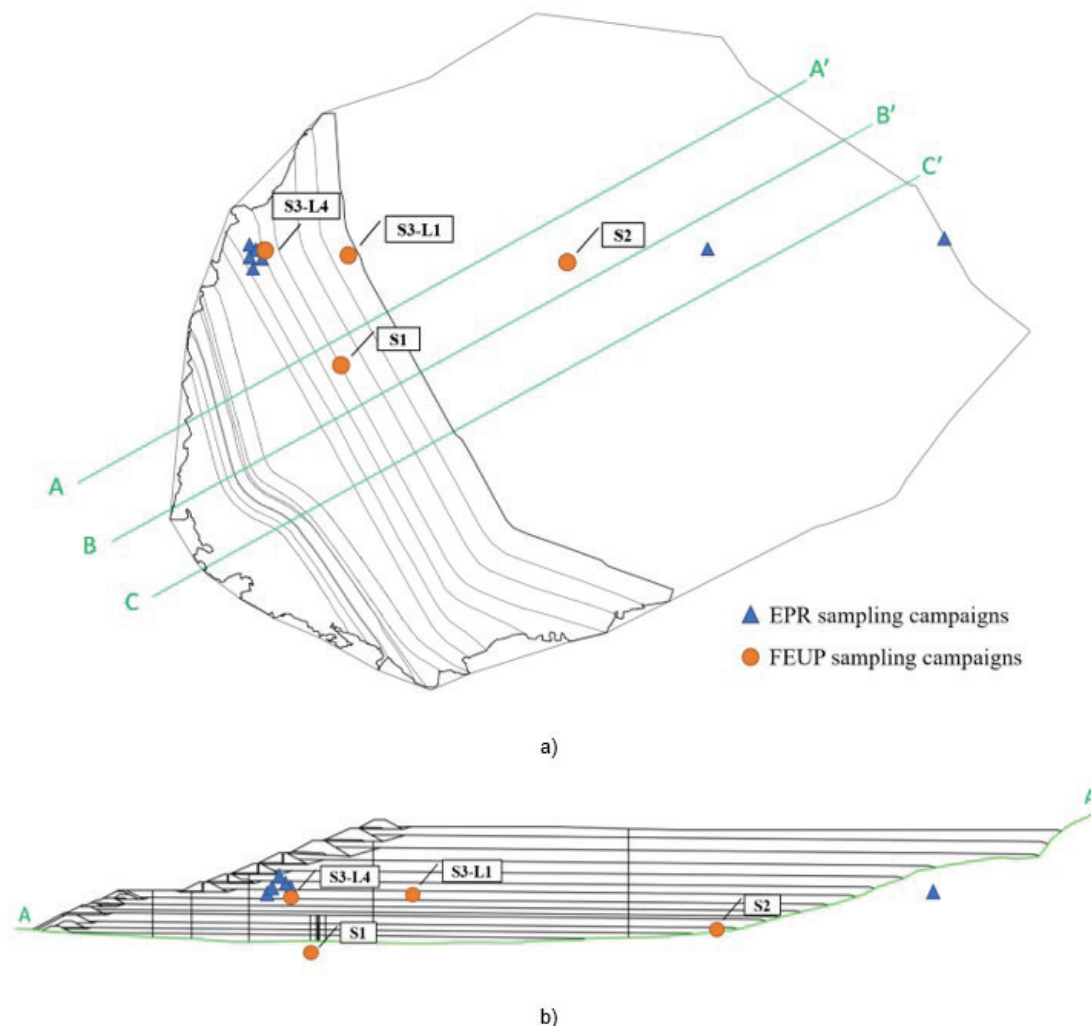 A'
B'
C'
S3-L4
S3-L1
S2
S1
A
B
C
EPR sampling campaigns
FEUP sampling campaigns
a)
A
S3-L4
S3-L1
A
S2
S1
b)